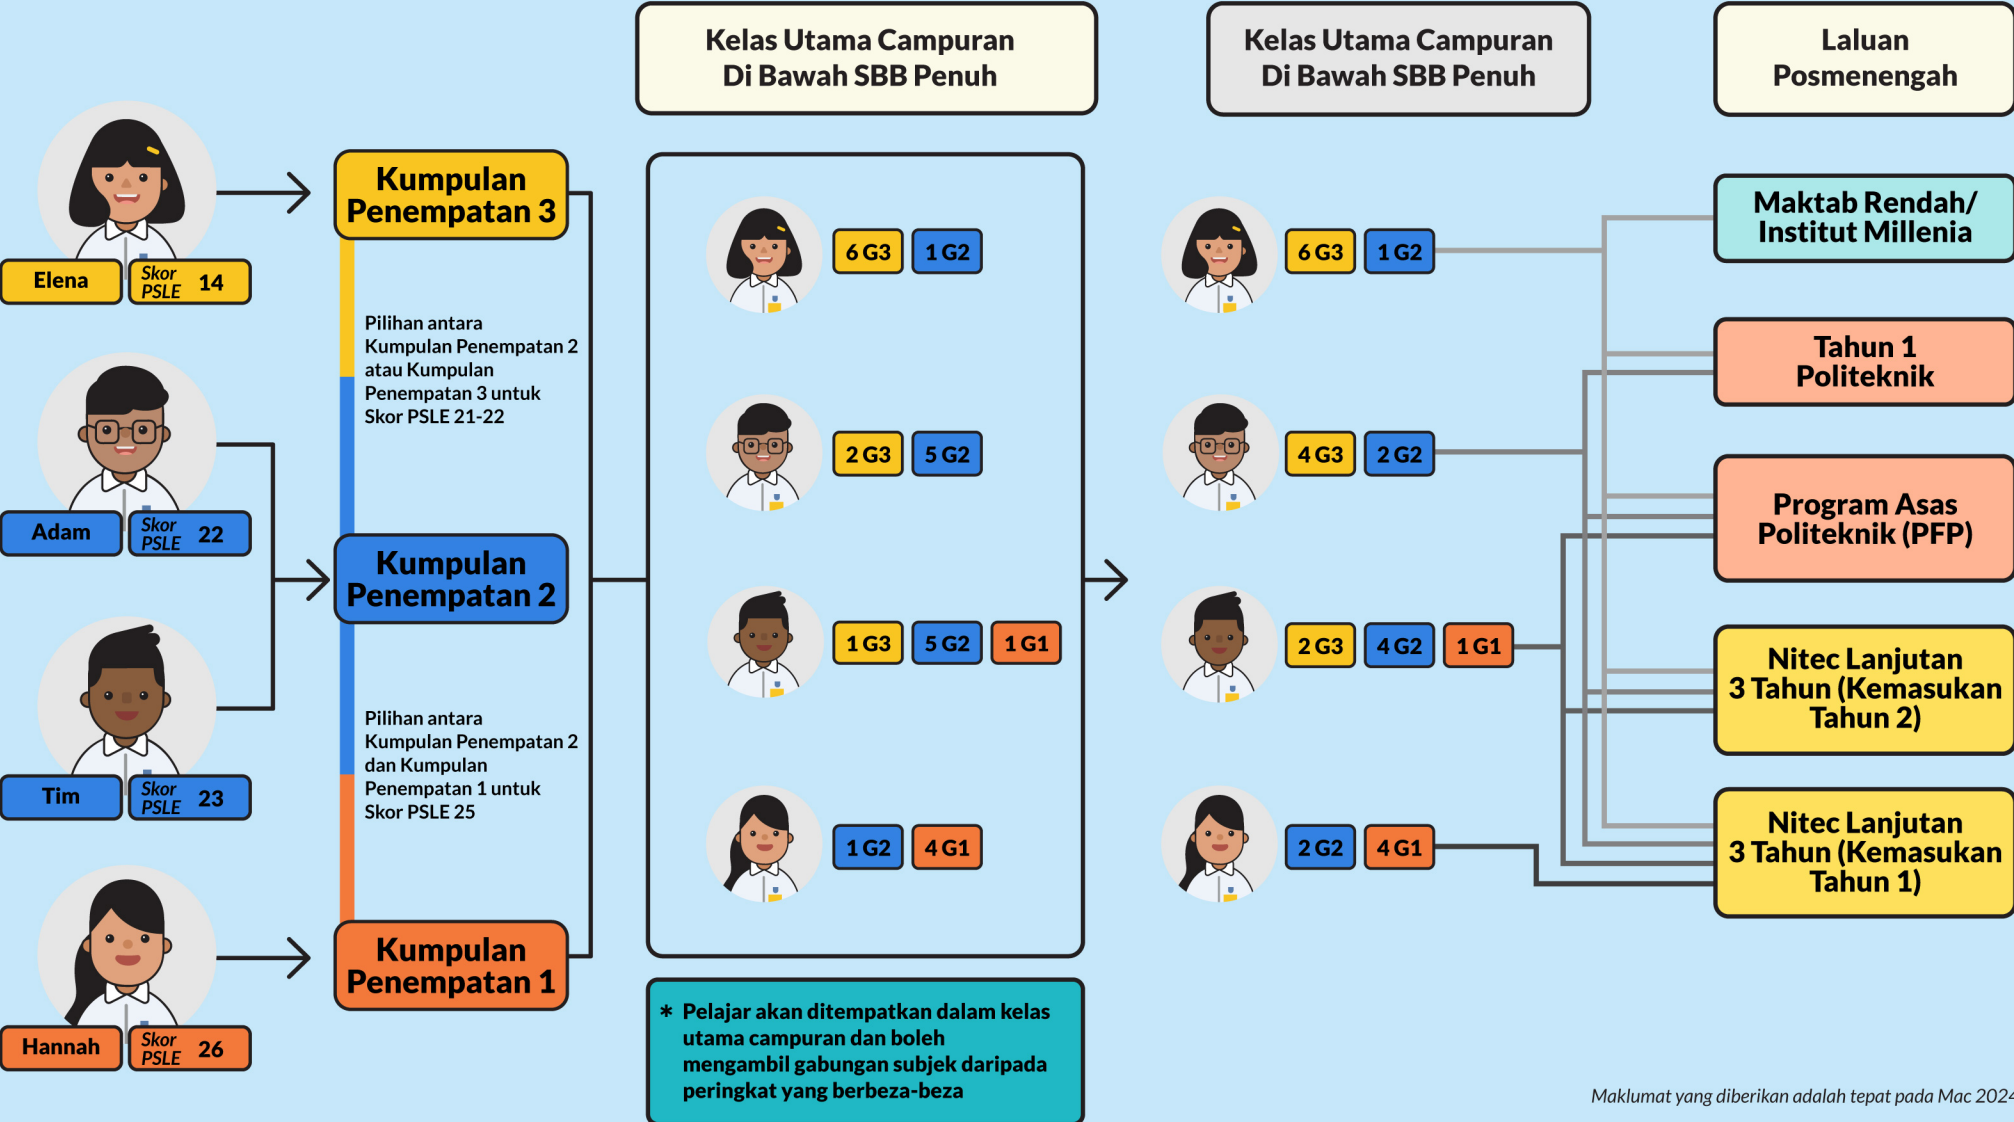 Kelas Utama Campuran
Di Bawah SBB Penuh
Kelas Utama Campuran
Di Bawah SBB Penuh
Laluan
Posmenengah
Elena
Skor
PSLE 14
Adam
Skor
PSLE 22
Tim
Skor
PSLE 23
Hannah
Skor
PSLE 26
Kumpulan
Penempatan 3
Pilihan antara
Kumpulan Penempatan 2
atau Kumpulan
Penempatan 3 untuk
Skor PSLE 21-22
Kumpulan
Penempatan 2
Pilihan antara
Kumpulan Penempatan 2
dan Kumpulan
Penempatan 1 untuk
Skor PSLE 25
Kumpulan
Penempatan 1
6 G3 1 G2
2 G3 5 G2
1 G3 5 G2 1 G1
1 G2 4 G1
* Pelajar akan ditempatkan dalam kelas
utama campuran dan boleh
mengambil gabungan subjek daripada
peringkat yang berbeza-beza
6 G3 1 G2
4 G3 2 G2
2 G3 4 G2 1 G1
2 G2 4 G1
Maktab Rendah/
Institut Millenia
Tahun 1
Politeknik
Program Asas
Politeknik (PFP)
Nitec Lanjutan
3 Tahun (Kemasukan
Tahun 2)
Nitec Lanjutan
3 Tahun (Kemasukan
Tahun 1)
Maklumat yang diberikan adalah tepat pada Mac 2024